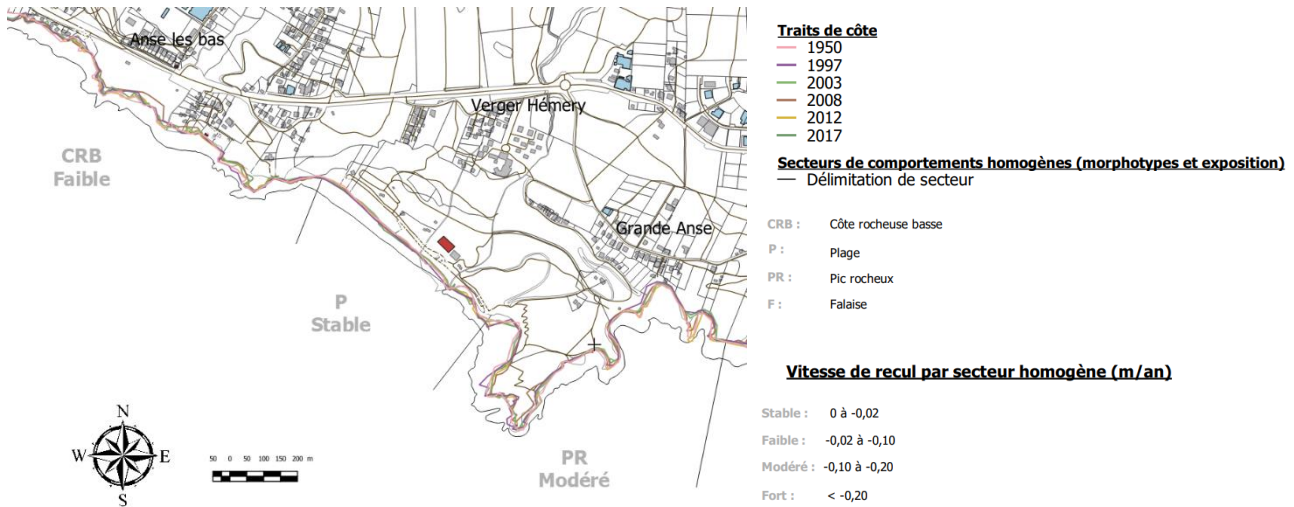 Anse les bas
Verger Hémery
Grande Anse
CRB
Faible
P
Stable
PR
Modéré
N
W
E
S
50 0 50 100 150 200 m
Traits de côte
1950
1997
2003
2008
2012
2017
Secteurs de comportements homogènes (morphotypes et exposition)
Délimitation de secteur
CRB : Côte rocheuse basse
P : Plage
PR : Pic rocheux
F : Falaise
Vitesse de recul par secteur homogène (m/an)
Stable : 0 à -0,02
Faible : -0,02 à -0,10
Modéré : -0,10 à -0,20
Fort : < -0,20